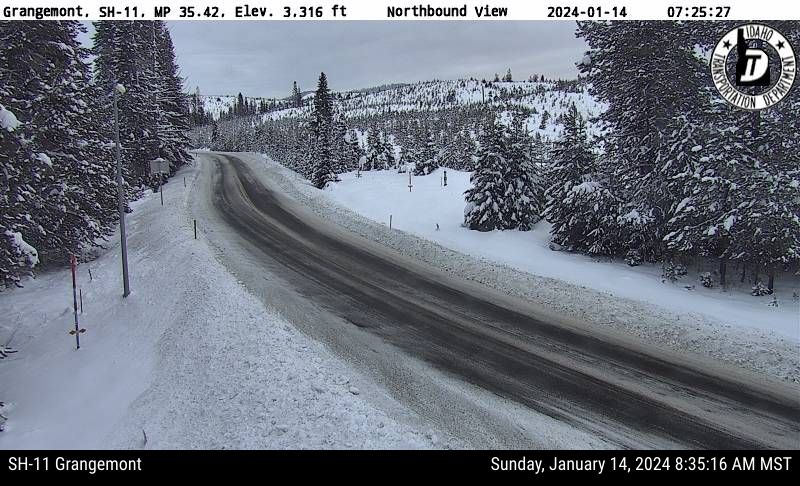 Grangemont, SH-11, MP 35.42, Elev. 3,316 ft Northbound View 2024-01-14 07:25:27
IDAHO
TRANSPORTATION DEPARTMENT
SH-11 Grangemont Sunday, January 14, 2024 8:35:16 AM MST